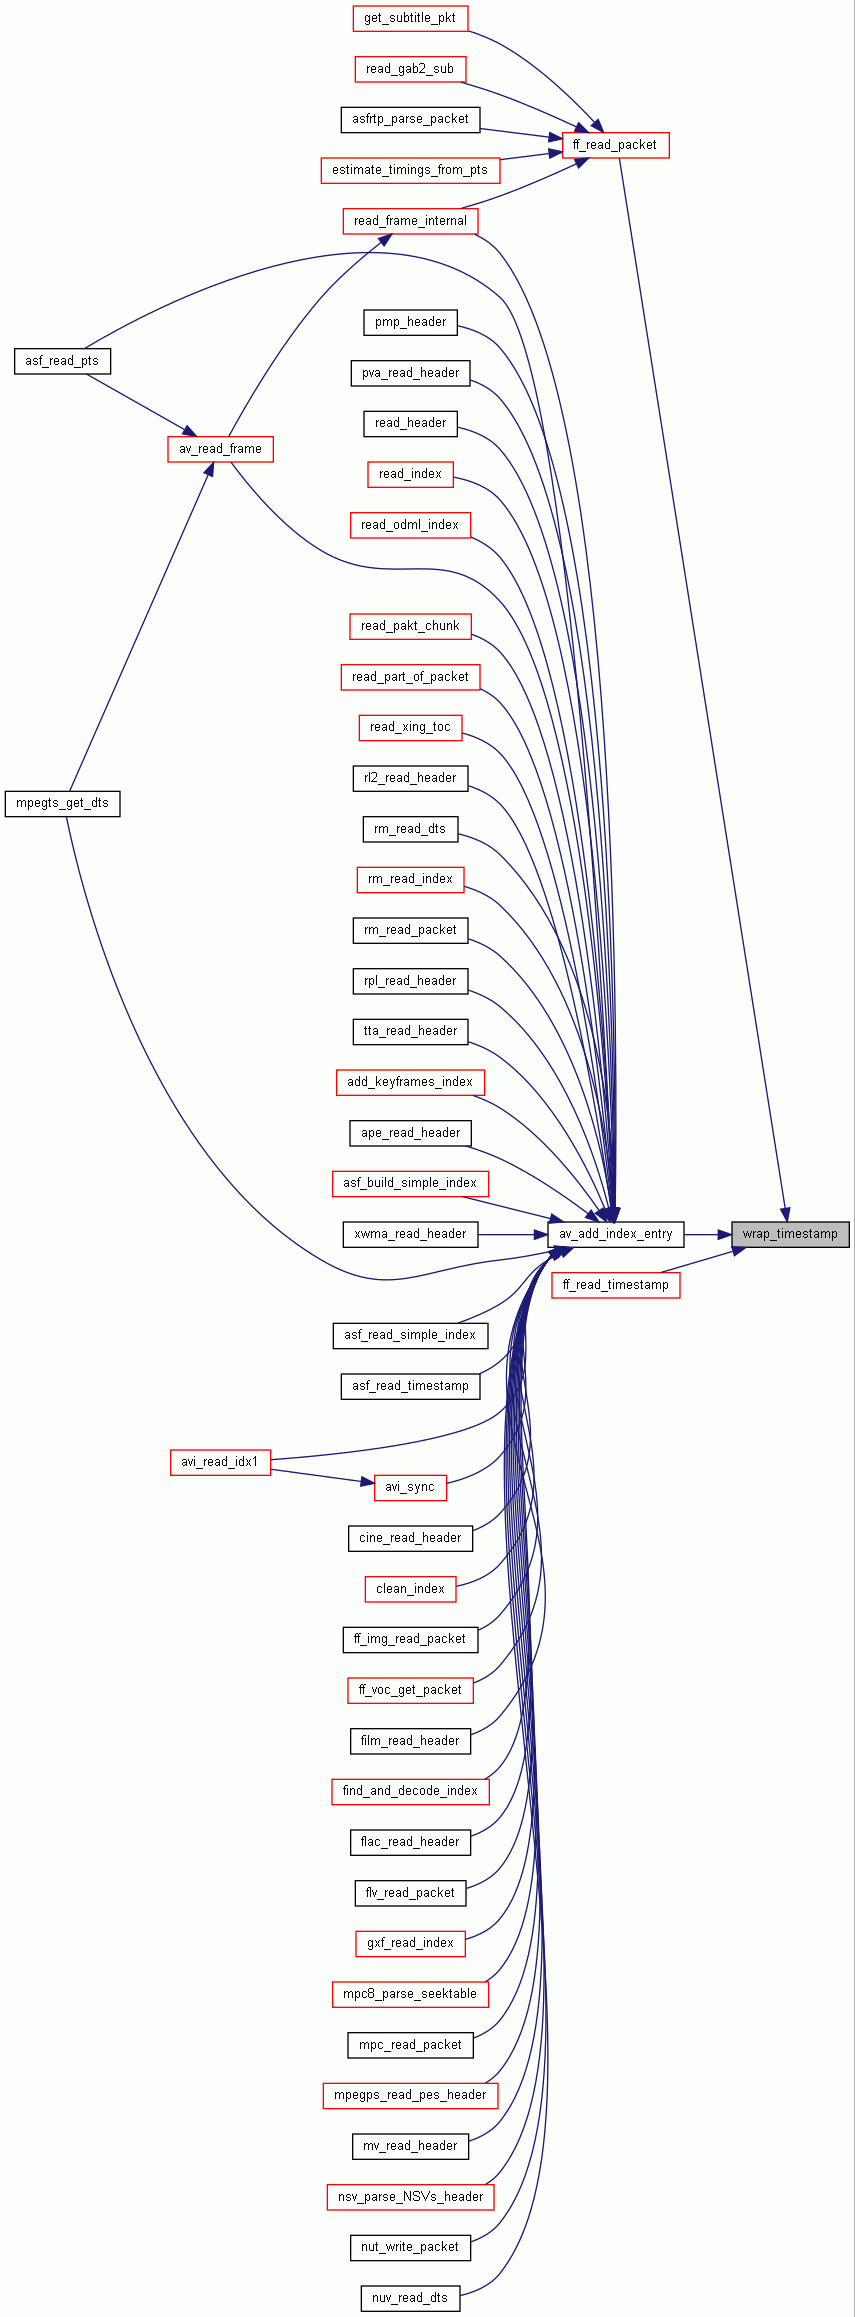 get_subtitle_pkt
read_gab2_sub
asfrtp_parse_packet
ff_read_packet
estimate_timings_from_pts
read_frame_internal
pmp_header
asf_read_pts
pva_read_header
read_header
av_read_frame
read_index
read_odml_index
read_pakt_chunk
read_part_of_packet
read_xing_toc
rl2_read_header
mpegts_get_dts
rm_read_dts
rm_read_index
rm_read_packet
rpl_read_header
tta_read_header
add_keyframes_index
ape_read_header
asf_build_simple_index
xwma_read_header
av_add_index_entry
wrap_timestamp
ff_read_timestamp
asf_read_simple_index
asf_read_timestamp
avi_read_idx1
avi_sync
cine_read_header
clean_index
ff_img_read_packet
ff_voc_get_packet
film_read_header
find_and_decode_index
flac_read_header
flv_read_packet
gxf_read_index
mpc8_parse_seektable
mpc_read_packet
mpegps_read_pes_header
mv_read_header
nsv_parse_NSVs_header
nut_write_packet
nuv_read_dts